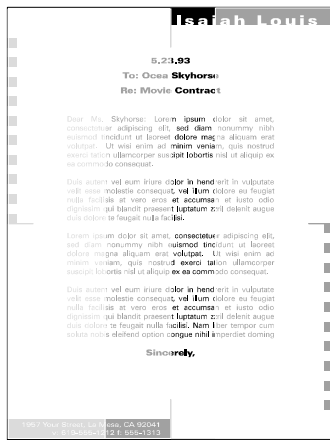 Isaiah Louis
5.23.93
To: Ocea Skyhorse
Re: Movie Contract
Dear Ms. Skyhorse: Lorem ipsum dolor sit amet,
consectetuer adipiscing elit, sed diam nonummy nibh
euismod tincidunt ut laoreet dolore magna aliquam erat
volutpat. Ut wisi enim ad minim veniam, quis nostrud
exerci tation ullamcorper suscipit lobortis nisl ut aliquip ex
ea commodo consequat.
Duis autem vel eum iriure dolor in hendrerit in vulputate
velit esse molestie consequat, vel illum dolore eu feugiat
nulla facilisis at vero eros et accumsan et iusto odio
dignissim qui blandit praesent luptatum zzril delenit augue
duis dolore te feugait nulla facilisi.
Lorem ipsum dolor sit amet, consectetuer adipiscing elit,
sed diam nonummy nibh euismod tincidunt ut laoreet
dolore magna aliquam erat volutpat. Ut wisi enim ad
minim veniam, quis nostrud exerci tation ullamcorper
suscipit lobortis nisl ut aliquip ex ea commodo consequat.
Duis autem vel eum iriure dolor in hendrerit in vulputate
velit esse molestie consequat, vel illum dolore eu feugiat
nulla facilisis at vero eros et accumsan et iusto odio
dignissim qui blandit praesent luptatum zzril delenit augue
duis dolore te feugait nulla facilisi. Nam liber tempor cum
soluta nobis eleifend option congue nihil imperdiet doming
Sincerely,
1967 Your Street, La Mesa, CA 92041
v: 619-555-1212 f: 555-1313